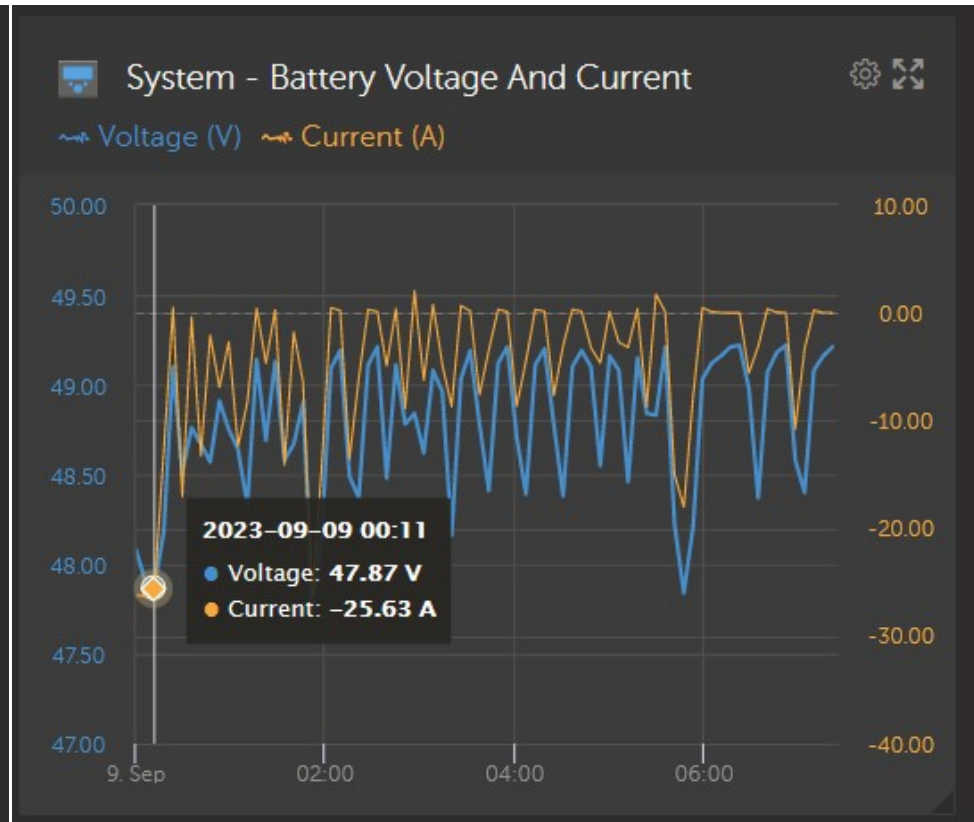 System - Battery Voltage And Current
Voltage (V) Current (A)
50.00 10.00
49.50 0.00
49.00 -10.00
48.50
2023-09-09 00:11
-20.00
48.00 Voltage: 47.87 V
Current: -25.63 A
47.50 -30.00
47.00 -40.00
9. Sep 02:00 04:00 06:00